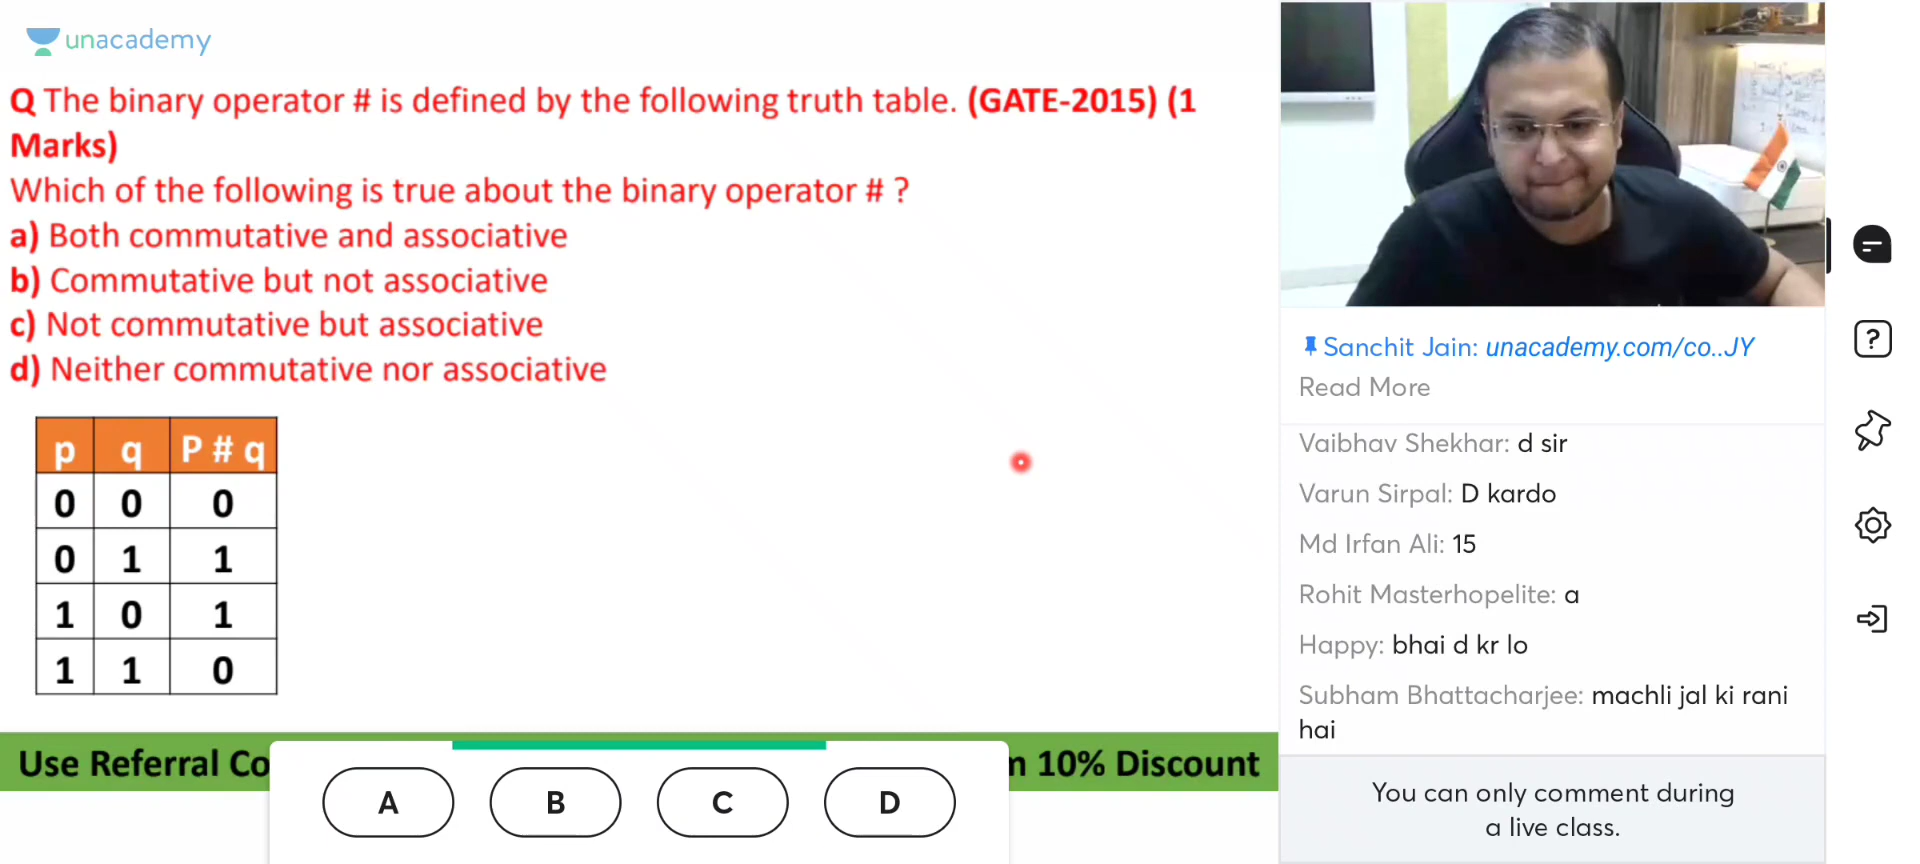 unacademy
Q The binary operator # is defined by the following truth table. (GATE-2015) (1
Marks)
Which of the following is true about the binary operator # ?
a) Both commutative and associative
b) Commutative but not associative
c) Not commutative but associative
d) Neither commutative nor associative
p q P # q
0 0 0
0 1 1
1 0 1
1 1 0
Use Referral Co
10% Discount
A B C D
Sanchit Jain: unacademy.com/co..JY
Read More
Vaibhav Shekhar: d sir
Varun Sirpal: D kardo
Md Irfan Ali: 15
Rohit Masterhopelite: a
Happy: bhai d kr lo
Subham Bhattacharjee: machli jal ki rani
hai
You can only comment during
a live class.